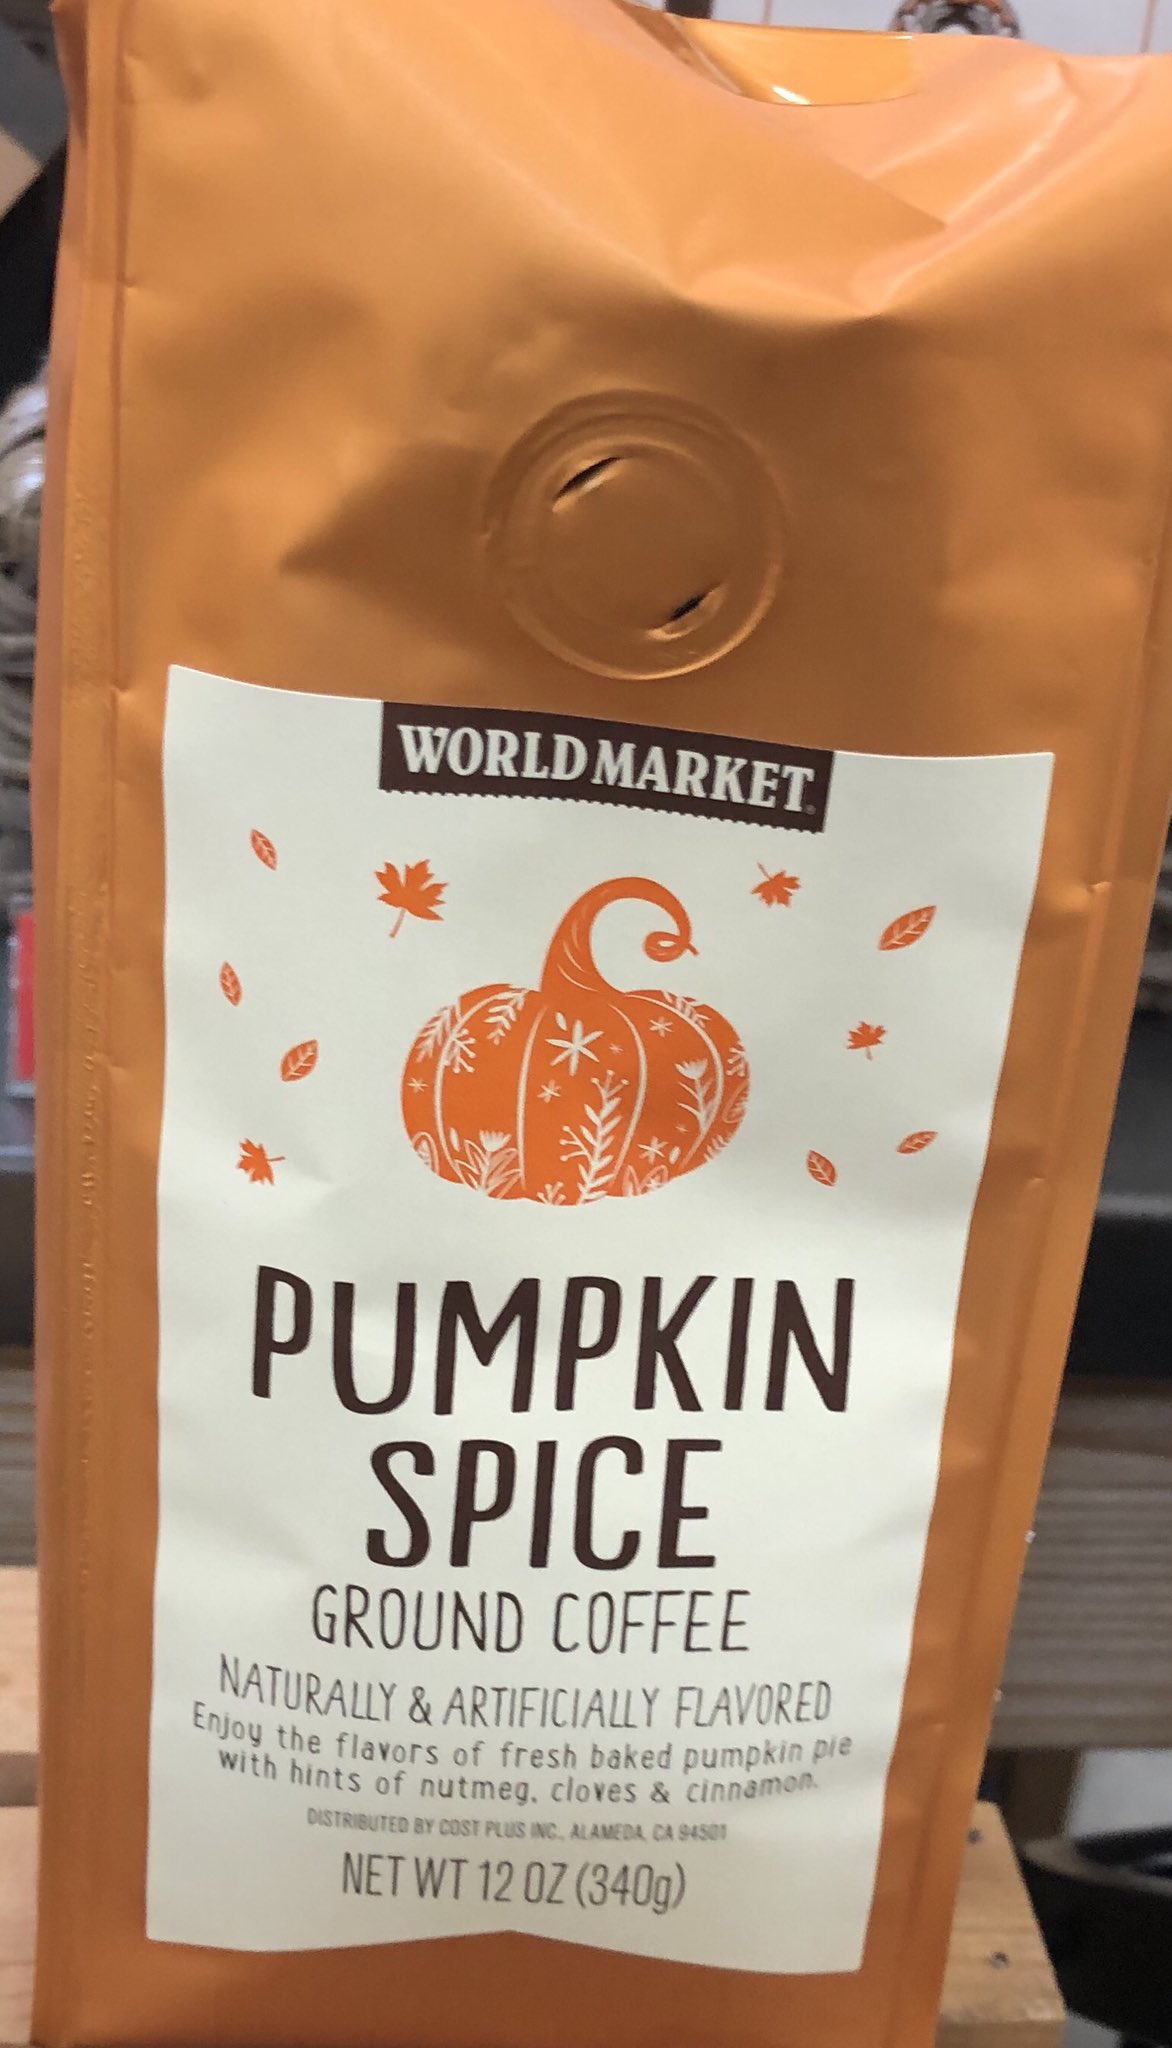 WORLD MARKET®
PUMPKIN
SPICE
GROUND COFFEE
NATURALLY & ARTIFICIALLY FLAVORED
Enjoy the flavors of fresh baked pumpkin pie
with hints of nutmeg, cloves & cinnamon.
DISTRIBUTED BY COST PLUS INC., ALAMEDA, CA 94501
NET WT 12 OZ (340g)